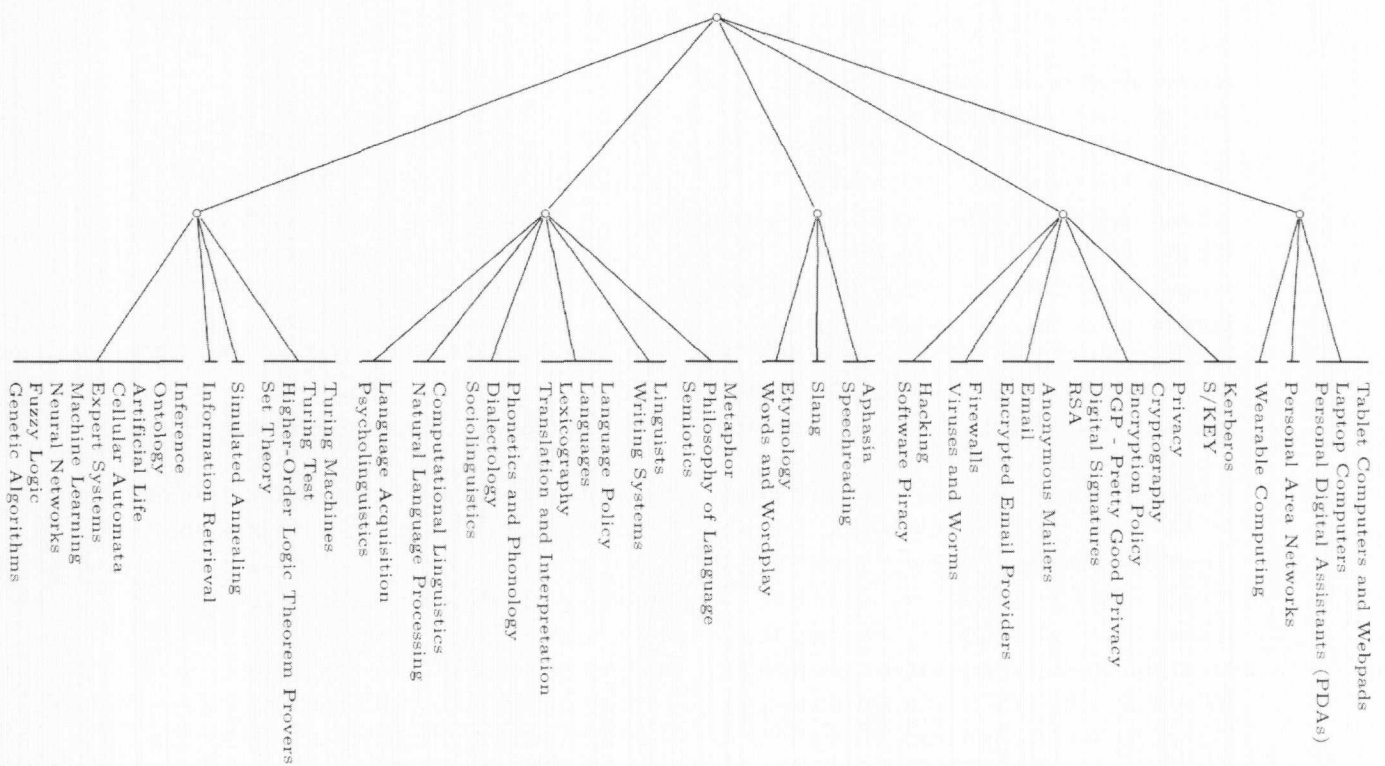 Tablet Computers and Webpads
Laptop Computers
Personal Digital Assistants (PDAs)
Personal Area Networks
Wearable Computing
Kerberos
S/KEY
Privacy
Cryptography
Encryption Policy
PGP - Pretty Good Privacy
Digital Signatures
RSA
Anonymous Mailers
Email
Encrypted Email Providers
Firewalls
Viruses and Worms
Hacking
Software Piracy
Aphasia
Speechreading
Slang
Etymology
Words and Wordplay
Metaphor
Philosophy of Language
Semiotics
Linguists
Writing Systems
Language Policy
Languages
Lexicography
Translation and Interpretation
Phonetics and Phonology
Dialectology
Sociolinguistics
Computational Linguistics
Natural Language Processing
Language Acquisition
Psycholinguistics
Turing Machines
Turing Test
Higher-Order Logic Theorem Provers
Set Theory
Simulated Annealing
Information Retrieval
Inference
Ontology
Artificial Life
Cellular Automata
Expert Systems
Machine Learning
Neural Networks
Fuzzy Logic
Genetic Algorithms